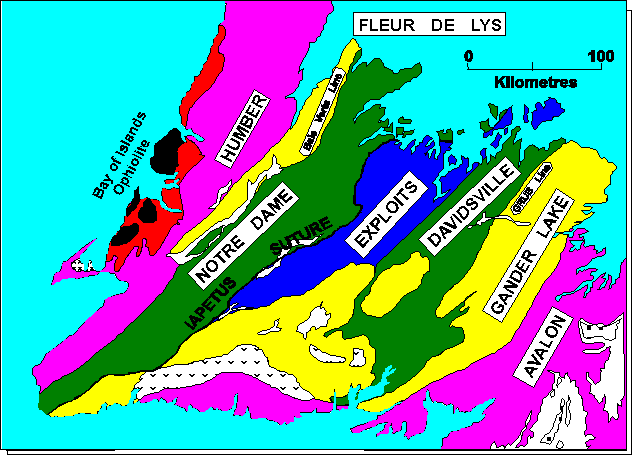 FLEUR DE LYS
0 100
Kilometres
Baie Verte Line
HUMBER
Bay of Islands
Ophiolite
NOTRE DAME
IAPETUS SUTURE
EXPLOITS
DAVIDSVILLE
GRUB Line
GANDER LAKE
AVALON